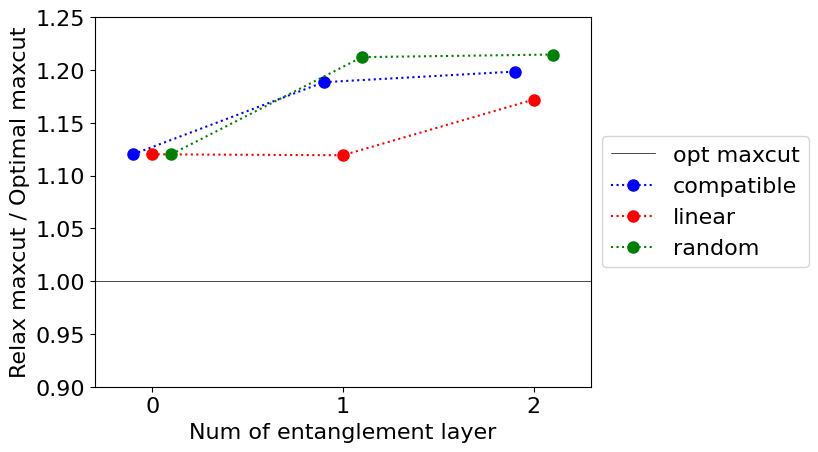 1.25
1.20
1.15
1.10
1.05
1.00
0.95
0.90
Relax maxcut / Optimal maxcut
0 1 2
Num of entanglement layer
opt maxcut
compatible
linear
random